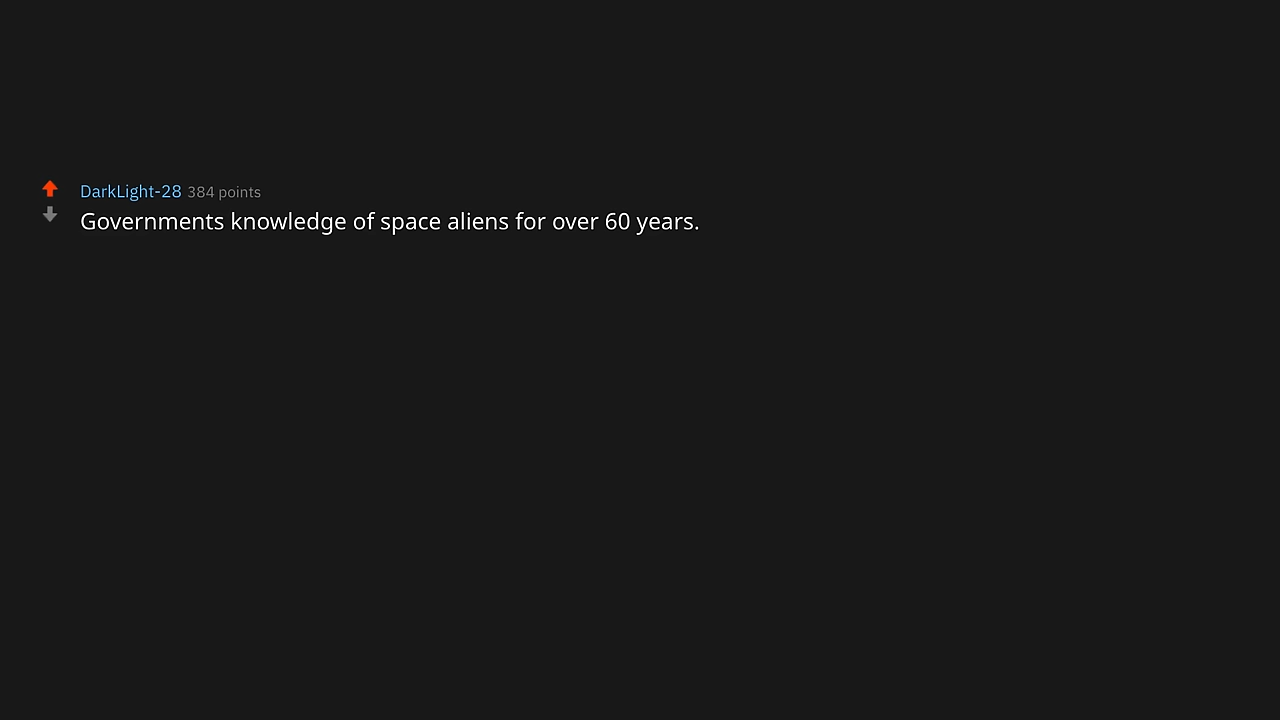 DarkLight-28 384 points
Governments knowledge of space aliens for over 60 years.